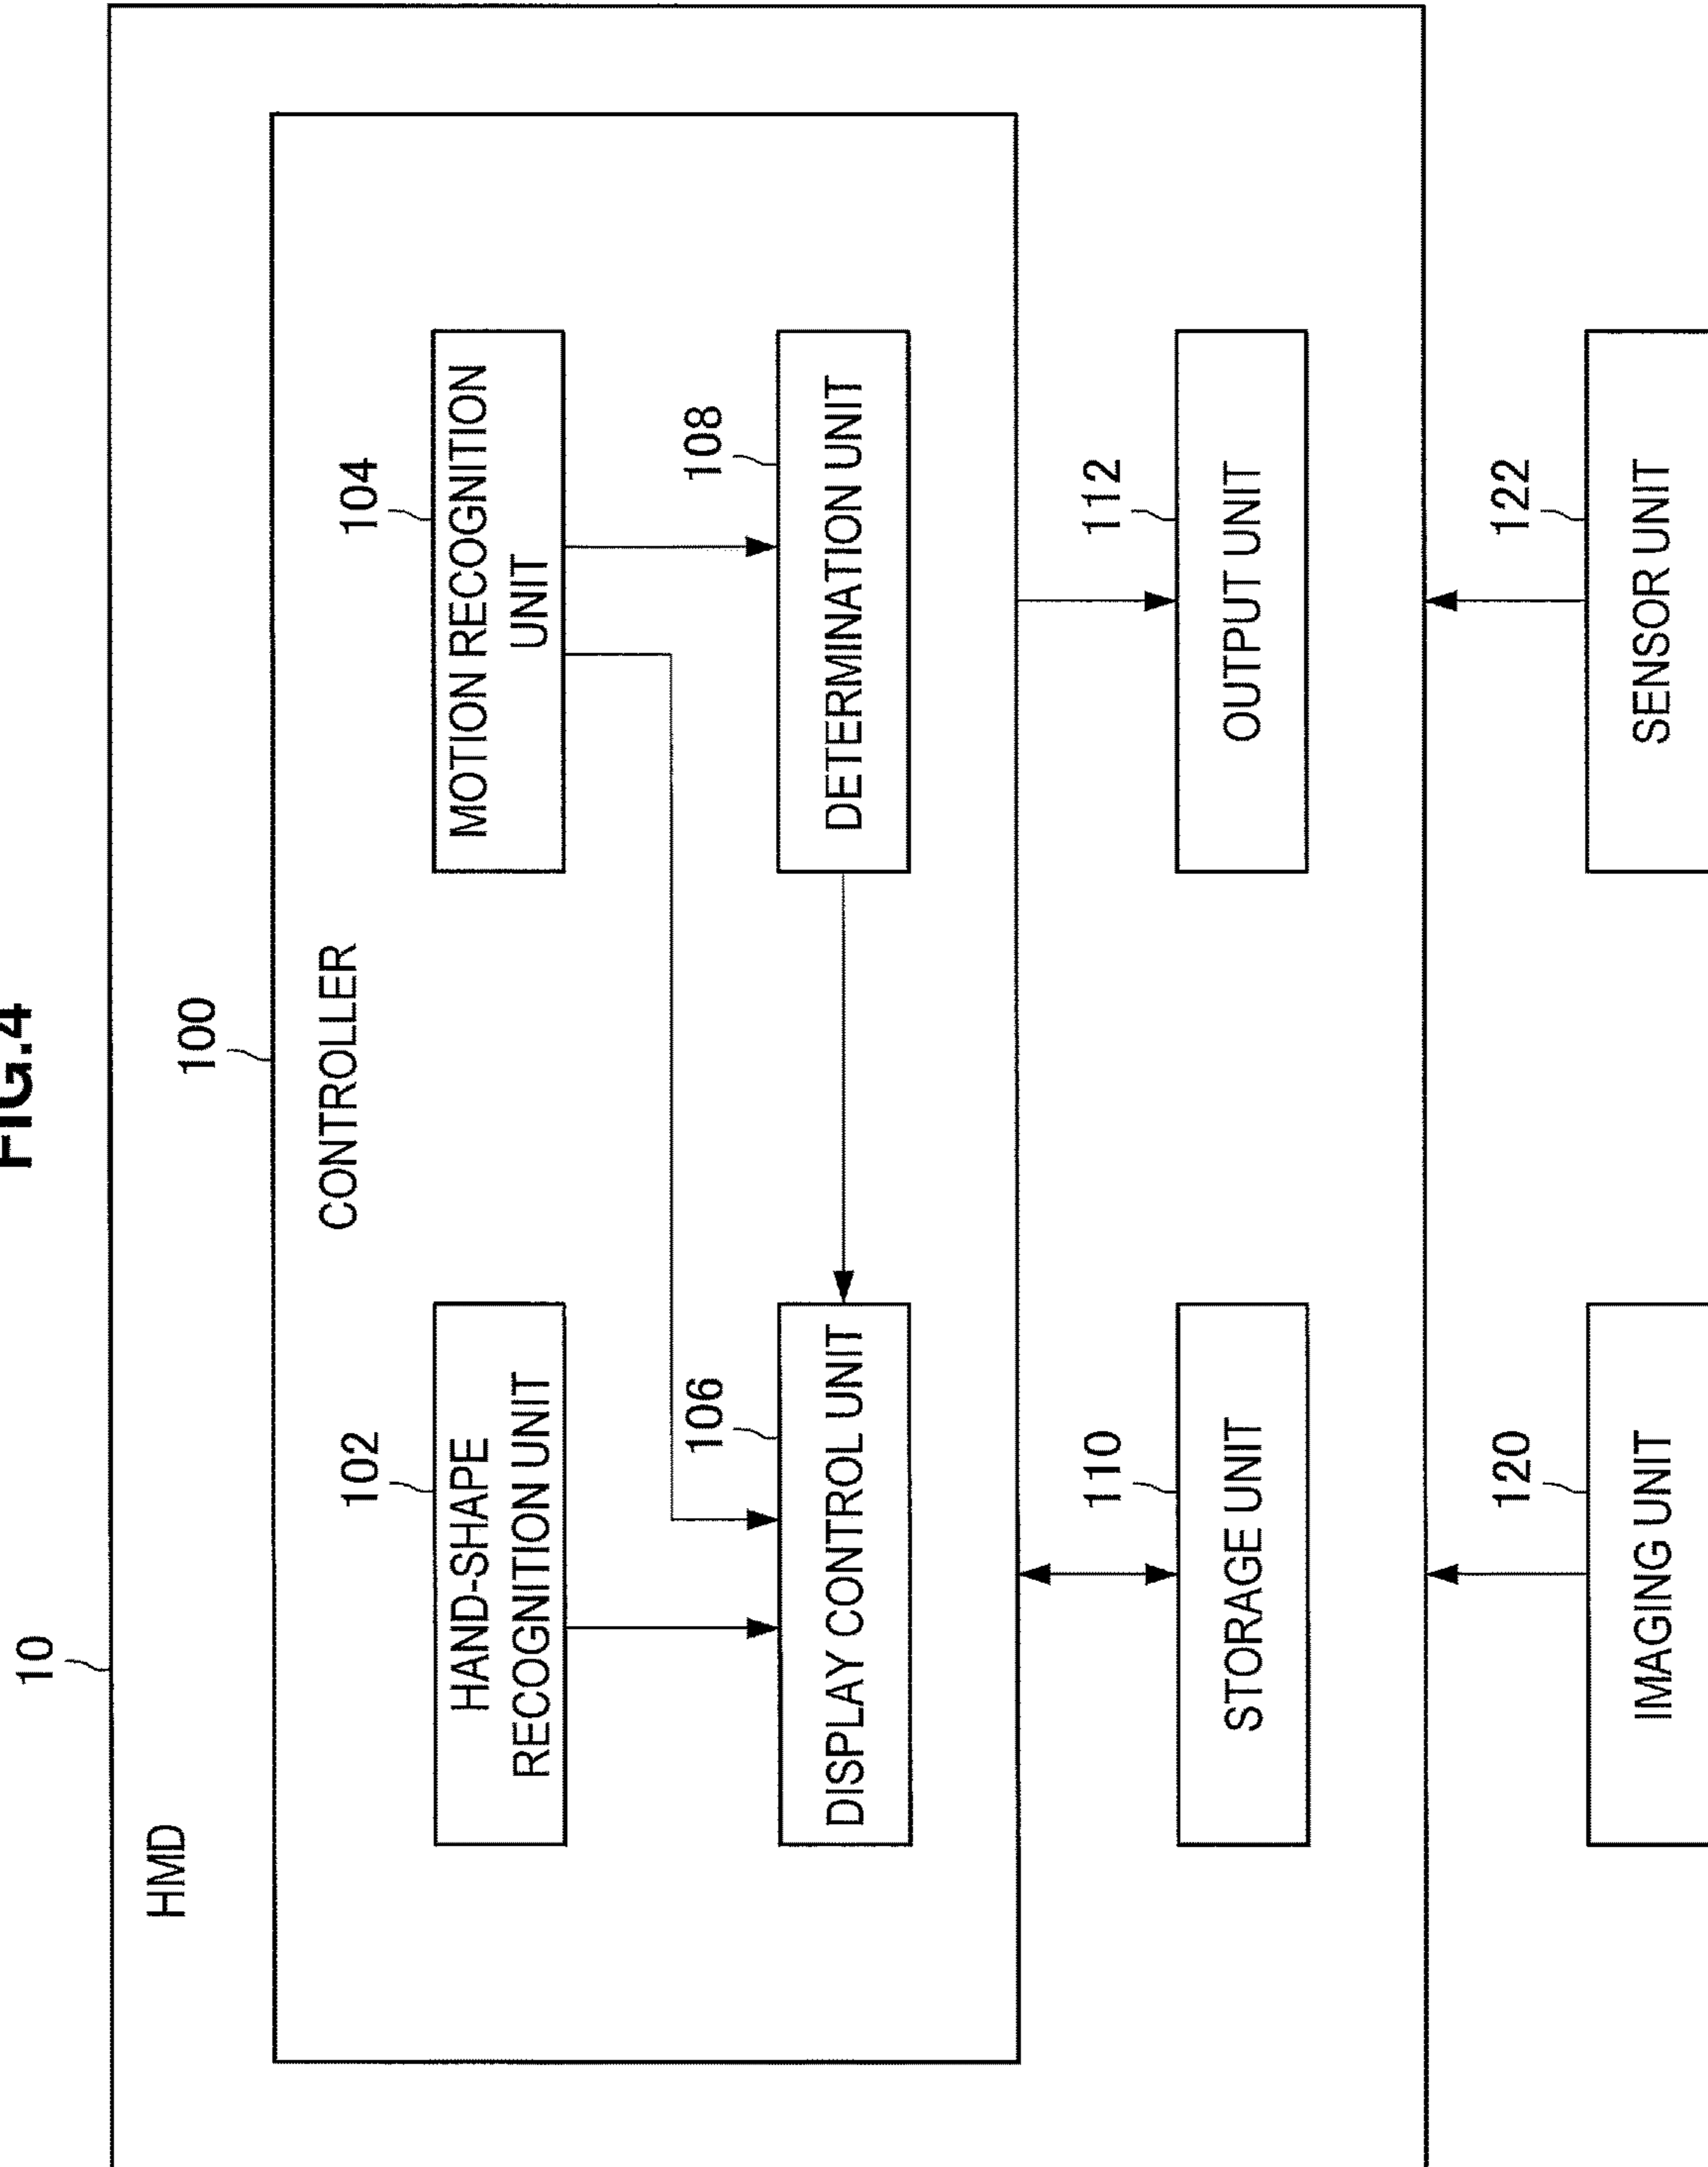 FIG.4
10
HMD
100
CONTROLLER
102
HAND-SHAPE
RECOGNITION UNIT
104
MOTION RECOGNITION
UNIT
106
DISPLAY CONTROL UNIT
108
DETERMINATION UNIT
110
STORAGE UNIT
112
OUTPUT UNIT
120
IMAGING UNIT
122
SENSOR UNIT